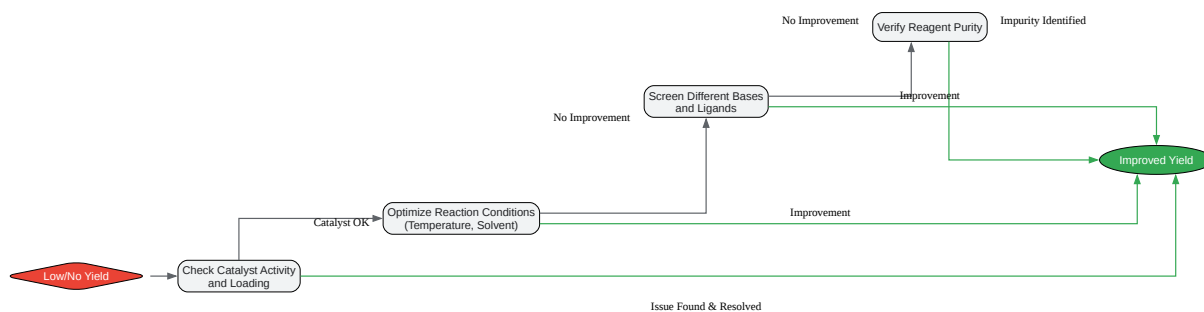 No Improvement
Verify Reagent Purity
Impurity Identified
Screen Different Bases
and Ligands
Improvement
No Improvement
Improved Yield
Optimize Reaction Conditions
(Temperature, Solvent)
Improvement
Catalyst OK
Low/No Yield
Check Catalyst Activity
and Loading
Issue Found & Resolved